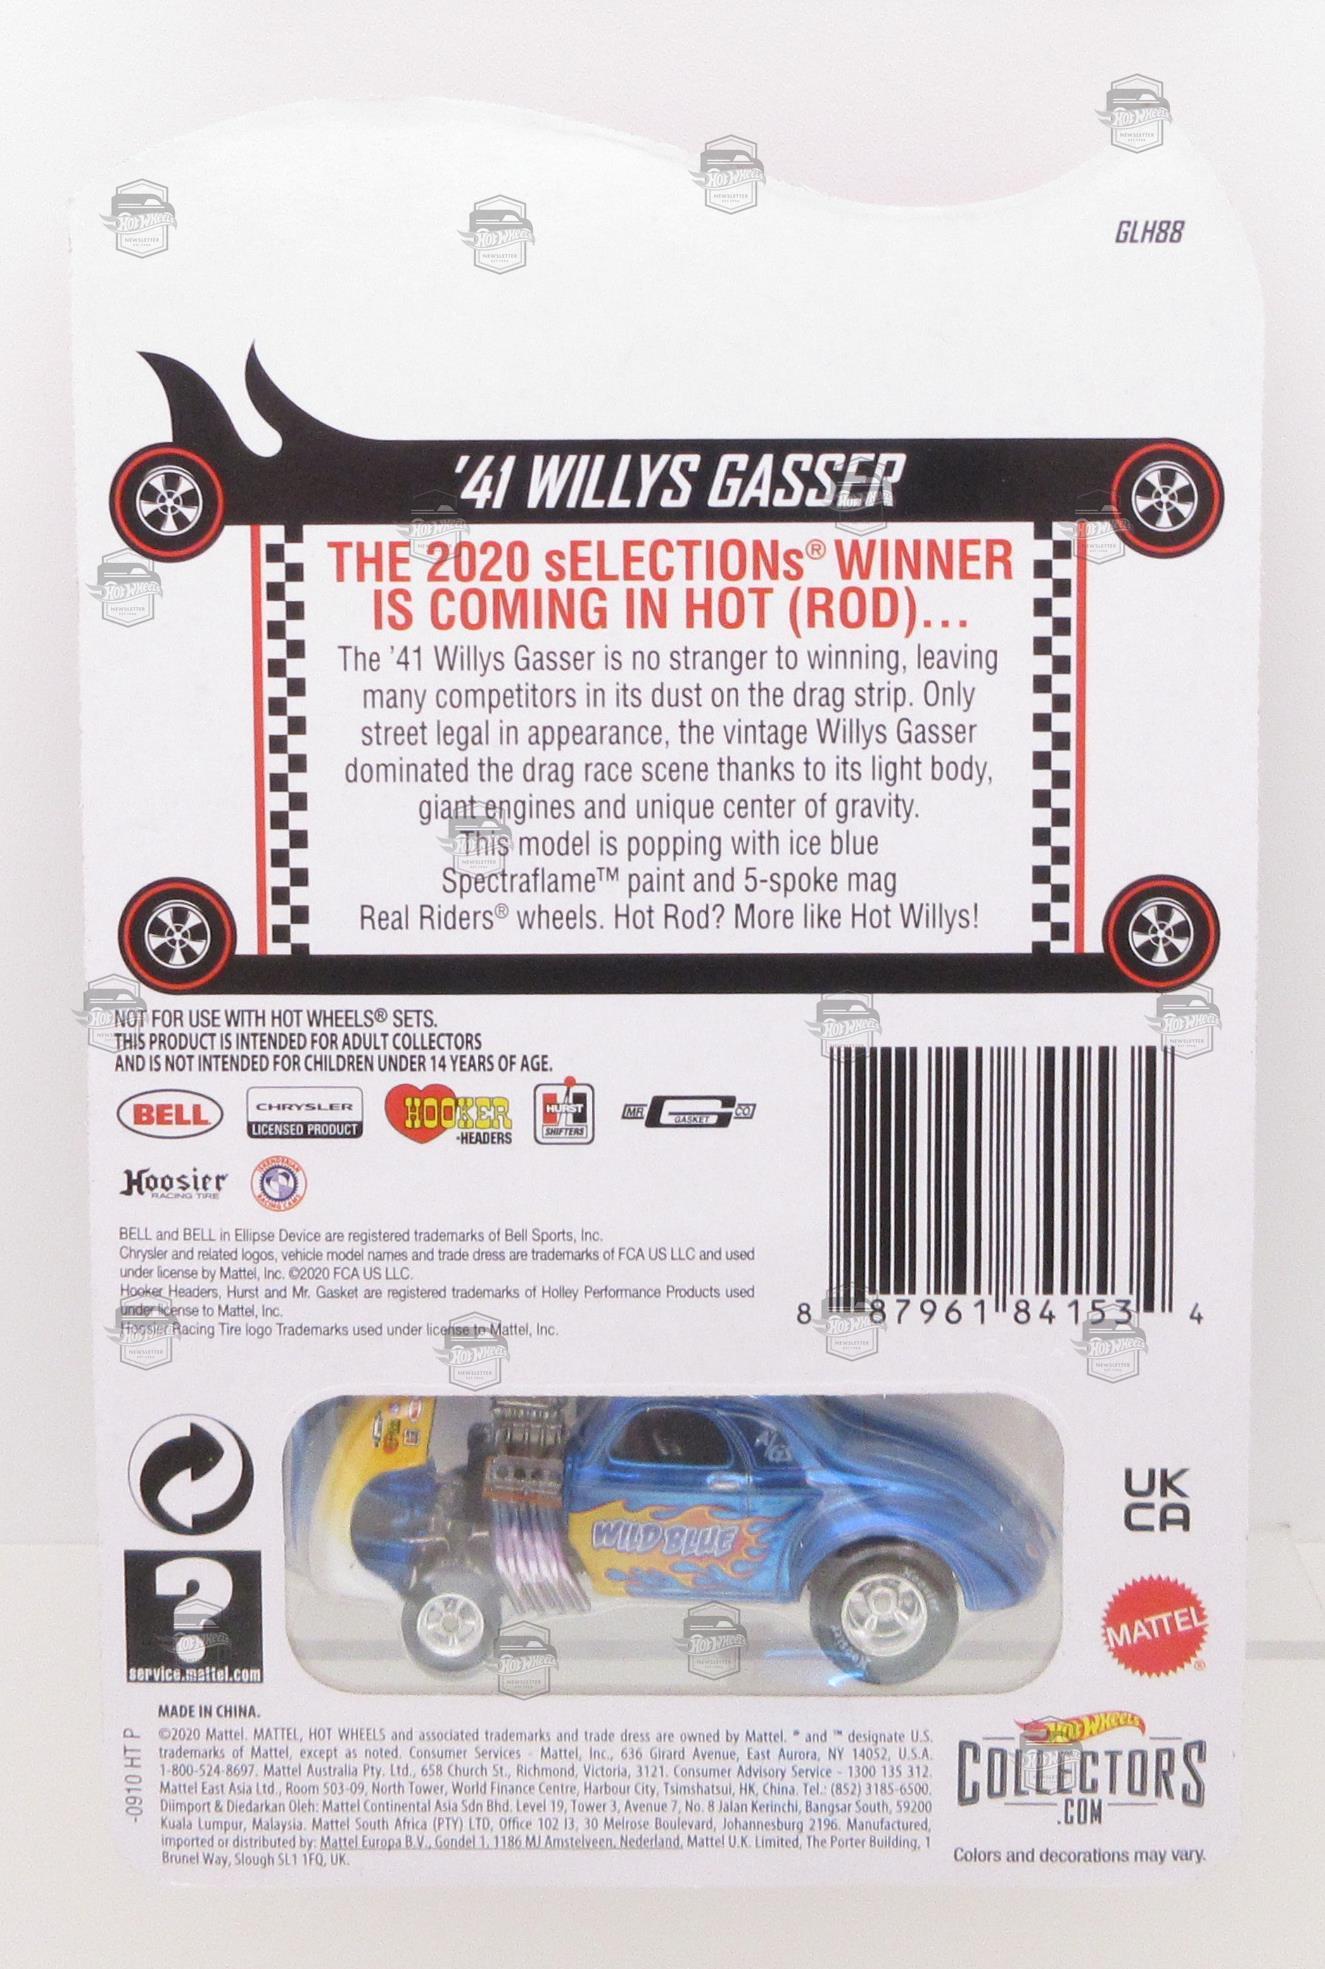 GLH88
'41 WILLYS GASSER
THE 2020 sELECTIONs® WINNER
IS COMING IN HOT (ROD)...
The '41 Willys Gasser is no stranger to winning, leaving
many competitors in its dust on the drag strip. Only
street legal in appearance, the vintage Willys Gasser
dominated the drag race scene thanks to its light body,
giant engines and unique center of gravity.
This model is popping with ice blue
Spectraflame™ paint and 5-spoke mag
Real Riders® wheels. Hot Rod? More like Hot Willys!
NOT FOR USE WITH HOT WHEELS® SETS.
THIS PRODUCT IS INTENDED FOR ADULT COLLECTORS
AND IS NOT INTENDED FOR CHILDREN UNDER 14 YEARS OF AGE.
BELL
CHRYSLER
LICENSED PRODUCT
HOOKER
-HEADERS
HURST
SHIFTERS
MR GASKET CO
Hoosier
RACING TIRE
ISKENDERIAN
RACING CAMS
BELL and BELL in Ellipse Device are registered trademarks of Bell Sports, Inc.
Chrysler and related logos, vehicle model names and trade dress are trademarks of FCA US LLC and used
under license by Mattel, Inc. ©2020 FCA US LLC.
Hooker Headers, Hurst and Mr. Gasket are registered trademarks of Holley Performance Products used
under license to Mattel, Inc.
Hoosier Racing Tire logo Trademarks used under license to Mattel, Inc.
8 87961 84153 4
A/GS
WILD BLUE
Hoosier
Hoosier
UK
CA
MATTEL
®
?
service.mattel.com
MADE IN CHINA.
©2020 Mattel. MATTEL, HOT WHEELS and associated trademarks and trade dress are owned by Mattel. ® and ™ designate U.S.
trademarks of Mattel, except as noted. Consumer Services - Mattel, Inc., 636 Girard Avenue, East Aurora, NY 14052, U.S.A.
1-800-524-8697. Mattel Australia Pty. Ltd., 658 Church St., Richmond, Victoria, 3121. Consumer Advisory Service - 1300 135 312.
Mattel East Asia Ltd., Room 503-09, North Tower, World Finance Centre, Harbour City, Tsimshatsui, HK, China. Tel.: (852) 3185-6500.
Diimport & Diedarkan Oleh: Mattel Continental Asia Sdn Bhd. Level 19, Tower 3, Avenue 7, No. 8 Jalan Kerinchi, Bangsar South, 59200
Kuala Lumpur, Malaysia. Mattel South Africa (PTY) LTD, Office 102 I3, 30 Melrose Boulevard, Johannesburg 2196. Manufactured,
imported or distributed by: Mattel Europa B.V., Gondel 1, 1186 MJ Amstelveen, Nederland. Mattel U.K. Limited, The Porter Building, 1
Brunel Way, Slough SL1 1FQ, UK.
-0910 HT P
Hot Wheels
COLLECTORS
.COM
Colors and decorations may vary.
HOT WHEELS
NEWSLETTER